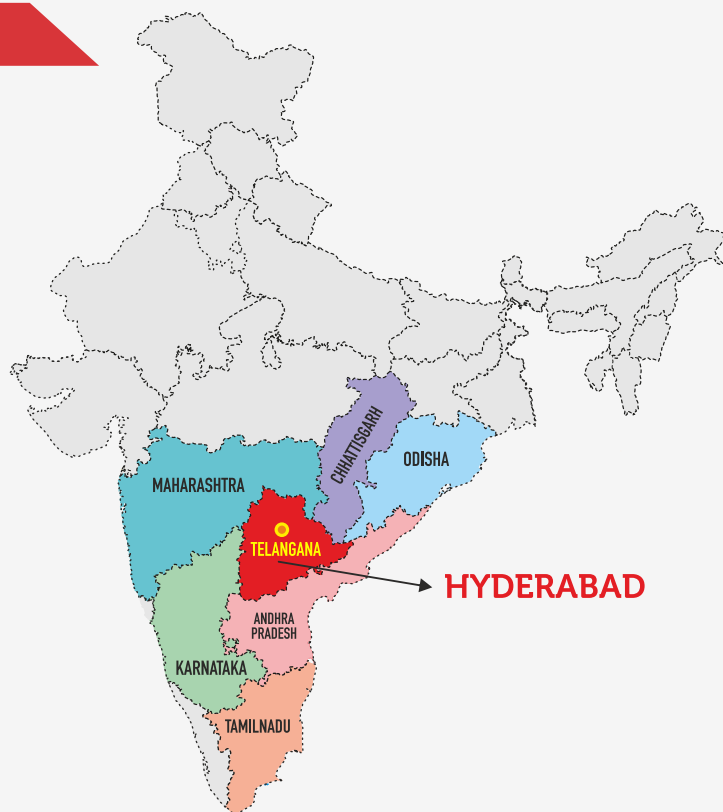 CHHATTISGARH
ODISHA
MAHARASHTRA
TELANGANA
HYDERABAD
ANDHRA
PRADESH
KARNATAKA
TAMILNADU